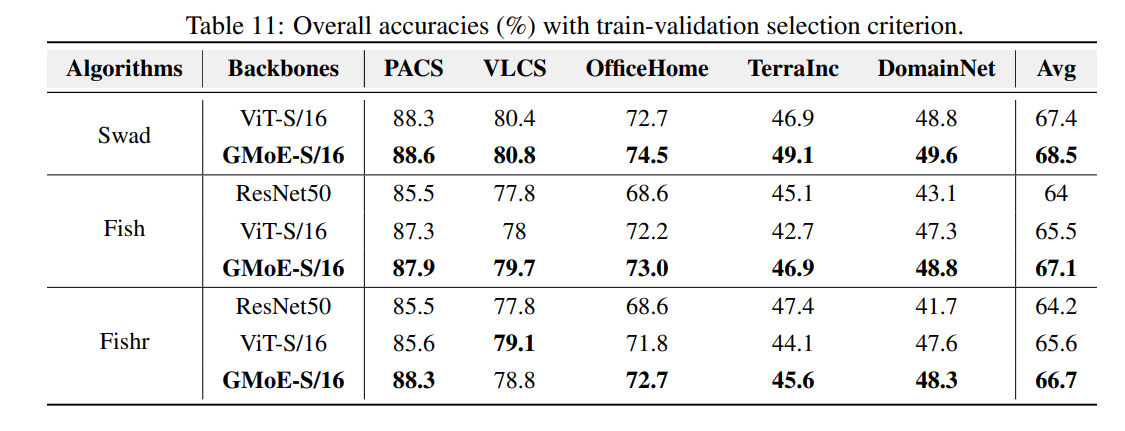 Table 11: Overall accuracies (%) with train-validation selection criterion.
Algorithms Backbones PACS VLCS OfficeHome TerraInc DomainNet Avg
Swad
ViT-S/16 88.3 80.4 72.7 46.9 48.8 67.4
GMoE-S/16 88.6 80.8 74.5 49.1 49.6 68.5
Fish
ResNet50 85.5 77.8 68.6 45.1 43.1 64
ViT-S/16 87.3 78 72.2 42.7 47.3 65.5
GMoE-S/16 87.9 79.7 73.0 46.9 48.8 67.1
Fishr
ResNet50 85.5 77.8 68.6 47.4 41.7 64.2
ViT-S/16 85.6 79.1 71.8 44.1 47.6 65.6
GMoE-S/16 88.3 78.8 72.7 45.6 48.3 66.7